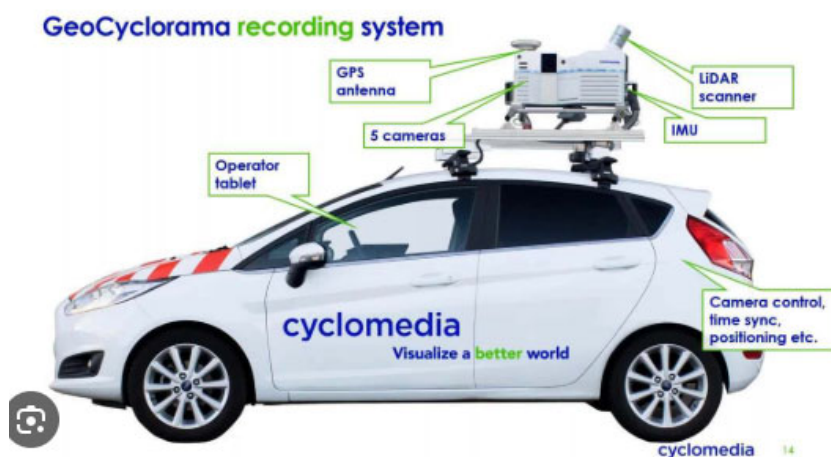 GeoCyclorama recording system
GPS
antenna
LiDAR
scanner
5 cameras
IMU
Operator
tablet
Camera control,
time sync,
positioning etc.
cyclomedia
Visualize a better world
cyclomedia 14